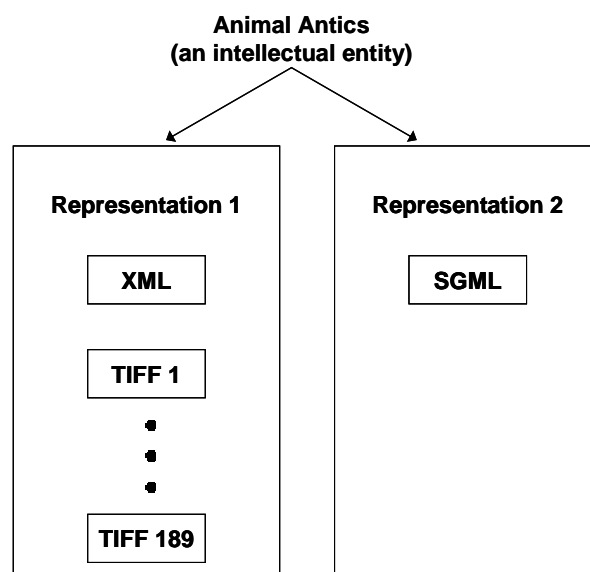 Animal Antics
(an intellectual entity)
Representation 1
XML
TIFF 1
TIFF 189
Representation 2
SGML